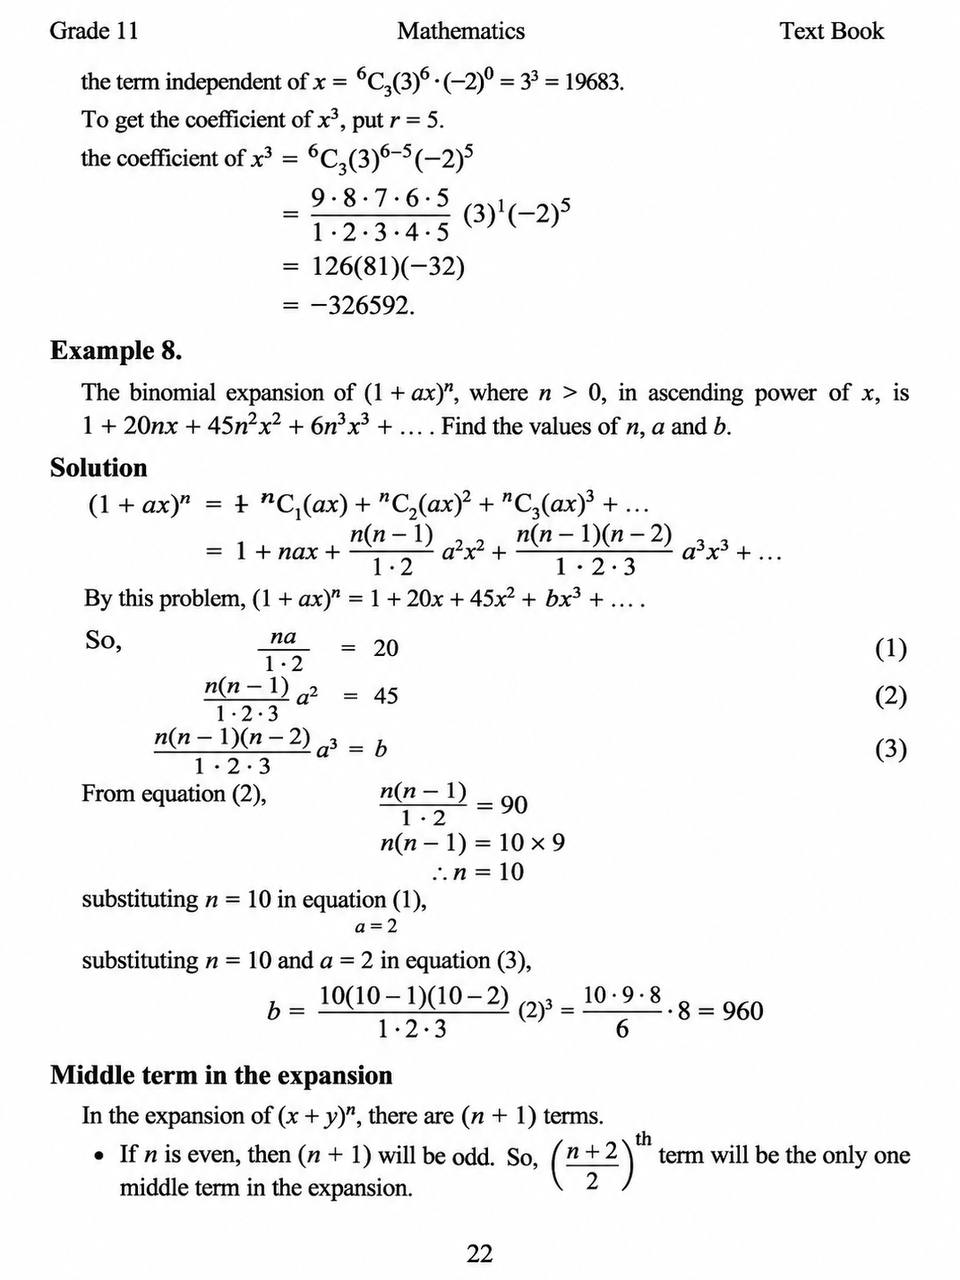 Grade 11 Mathematics Text Book
the term independent of x = ⁶C₃(3)⁶ · (−2)⁰ = 3³ = 19683.
To get the coefficient of x³, put r = 5.
the coefficient of x³ = ⁶C₃(3)⁶⁻⁵(−2)⁵
= (9 · 8 · 7 · 6 · 5)/(1 · 2 · 3 · 4 · 5) (3)¹(−2)⁵
= 126(81)(−32)
= −326592.
Example 8.
The binomial expansion of (1 + ax)ⁿ, where n > 0, in ascending power of x, is
1 + 20nx + 45n²x² + 6n³x³ + … . Find the values of n, a and b.
Solution
(1 + ax)ⁿ = 1 ⁿC₁(ax) + ⁿC₂(ax)² + ⁿC₃(ax)³ + …
= 1 + nax + n(n − 1)/(1 · 2) a²x² + n(n − 1)(n − 2)/(1 · 2 · 3) a³x³ + …
By this problem, (1 + ax)ⁿ = 1 + 20x + 45x² + bx³ + … .
So, na/(1 · 2) = 20 (1)
n(n − 1)/(1 · 2 · 3) a² = 45 (2)
n(n − 1)(n − 2)/(1 · 2 · 3) a³ = b (3)
From equation (2), n(n − 1)/(1 · 2) = 90
n(n − 1) = 10 × 9
∴ n = 10
substituting n = 10 in equation (1),
a = 2
substituting n = 10 and a = 2 in equation (3),
b = 10(10 − 1)(10 − 2)/(1 · 2 · 3) (2)³ = (10 · 9 · 8)/6 · 8 = 960
Middle term in the expansion
In the expansion of (x + y)ⁿ, there are (n + 1) terms.
• If n is even, then (n + 1) will be odd. So, ((n + 2)/2)ᵗʰ term will be the only one
middle term in the expansion.
22